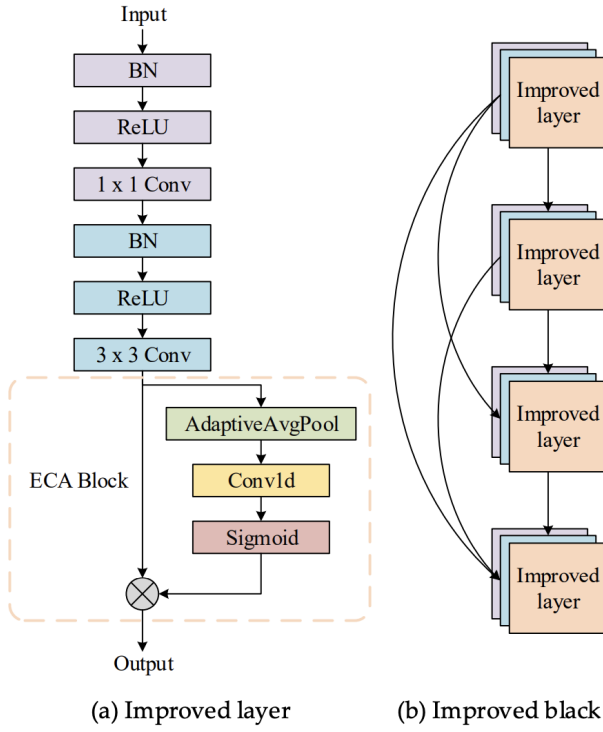 Input
BN
ReLU
1 x 1 Conv
BN
ReLU
3 x 3 Conv
AdaptiveAvgPool
ECA Block
Conv1d
Sigmoid
Output
(a) Improved layer
Improved
layer
Improved
layer
Improved
layer
Improved
layer
(b) Improved black